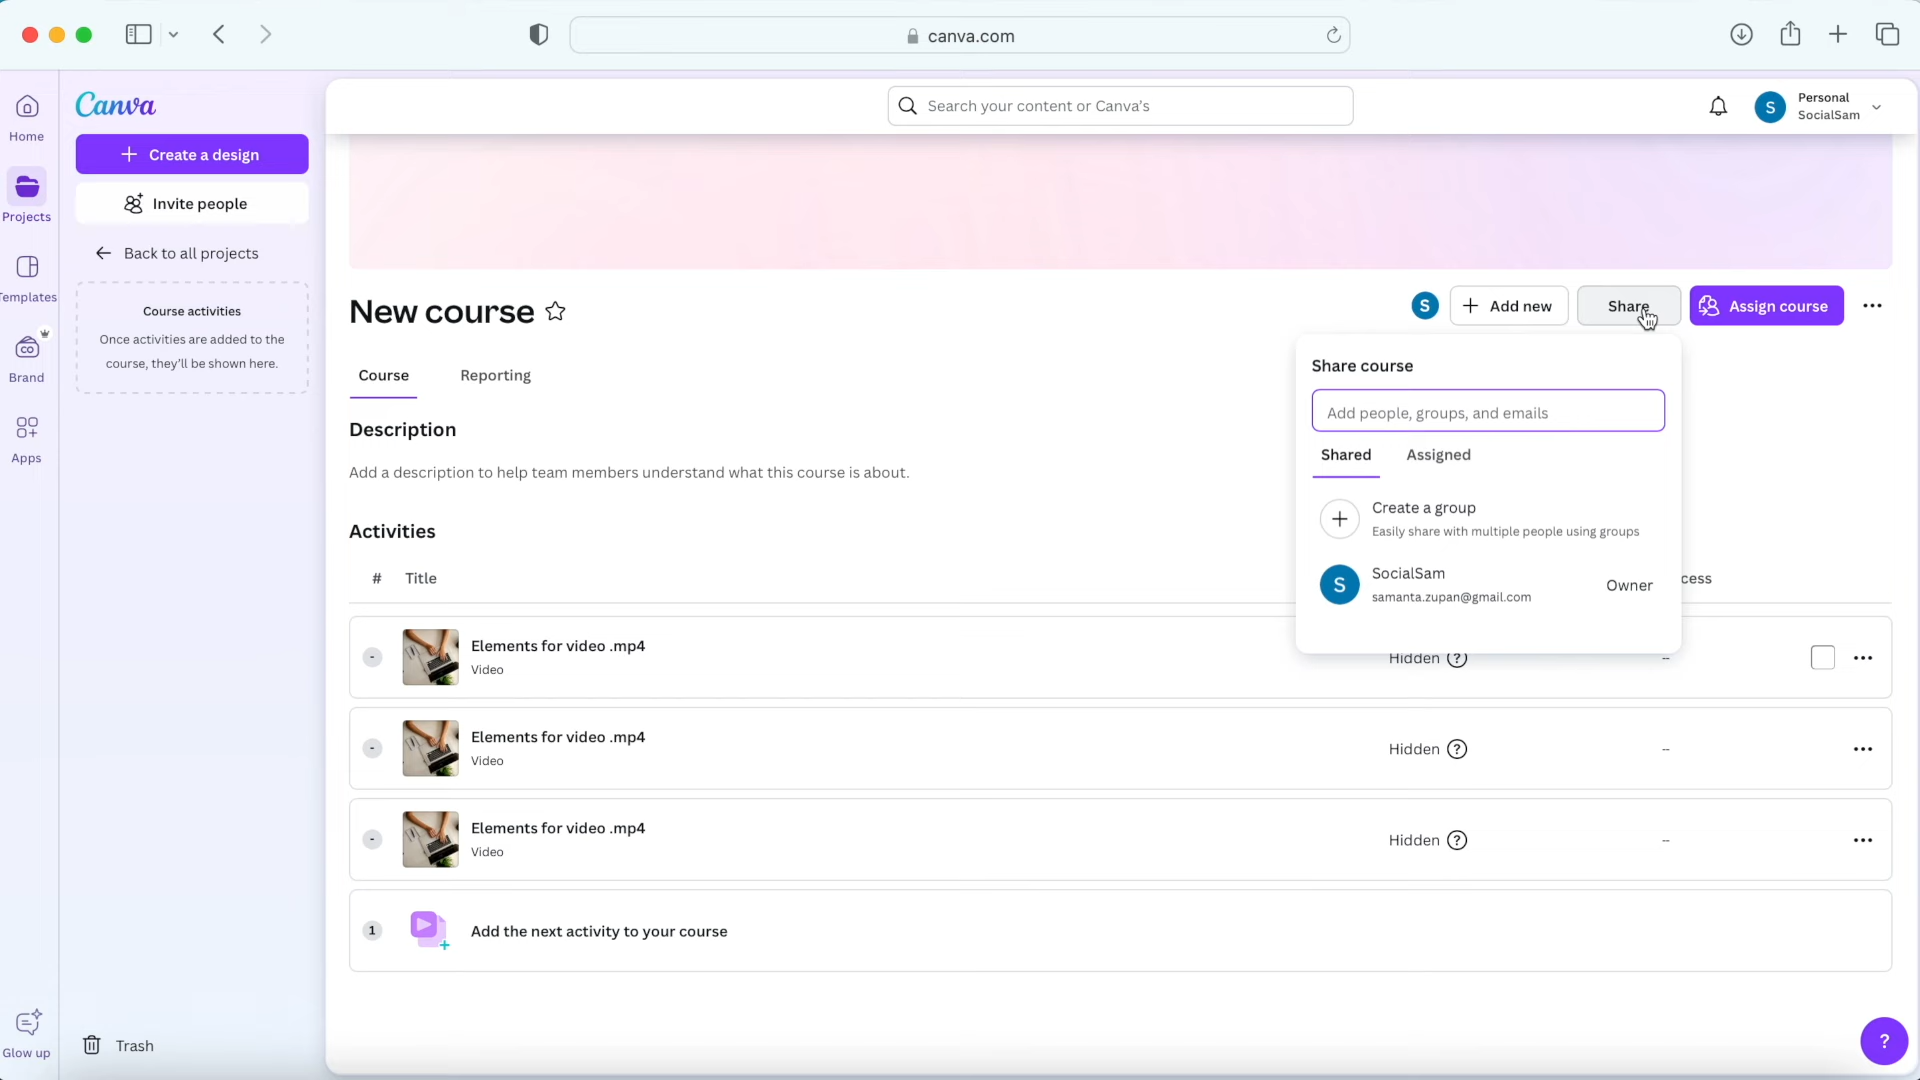 canva.com
Home
Projects
Templates
Brand
CO
Apps
Glow up
Canva
Create a design
Invite people
Back to all projects
Course activities
Once activities are added to the
course, they'll be shown here.
Trash
Search your content or Canva's
S
Personal
SocialSam
New course
S
Add new
Share
Assign course
Course
Reporting
Description
Add a description to help team members understand what this course is about.
Activities
# Title
cess
Share course
Add people, groups, and emails
Shared
Assigned
Create a group
Easily share with multiple people using groups
S
SocialSam
samanta.zupan@gmail.com
Owner
- Elements for video .mp4 Hidden ? --
Video
- Elements for video .mp4 Hidden ? --
Video
- Elements for video .mp4 Hidden ? --
Video
1 Add the next activity to your course
?